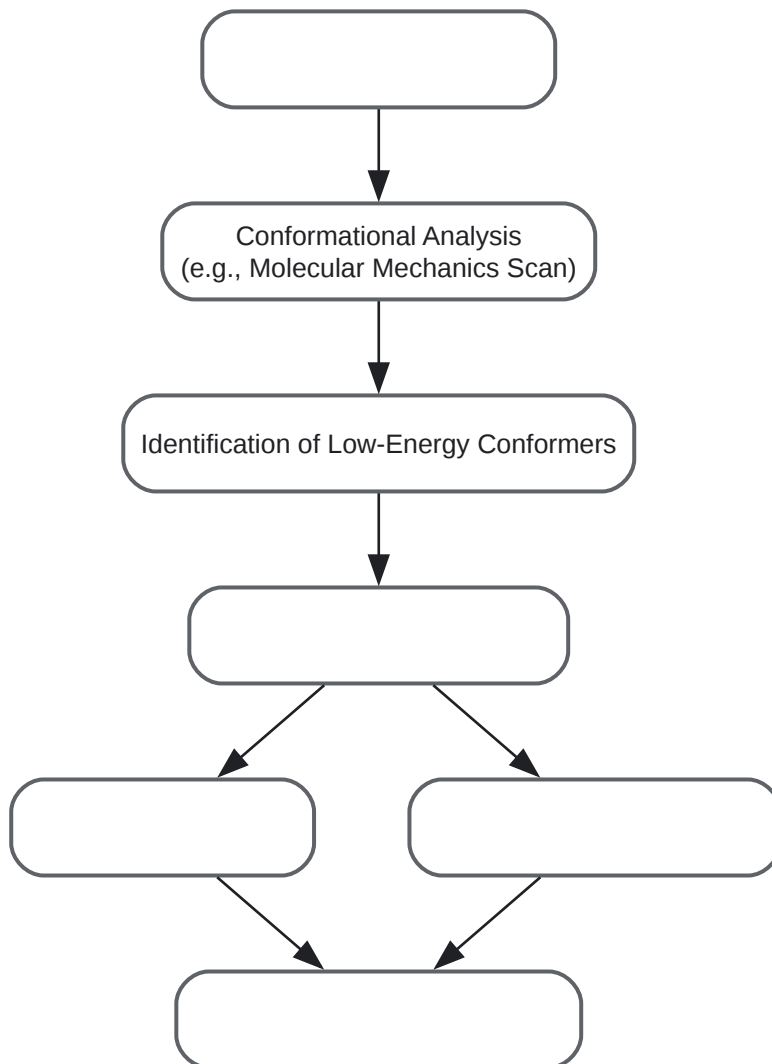 Conformational Analysis
(e.g., Molecular Mechanics Scan)
Identification of Low-Energy Conformers